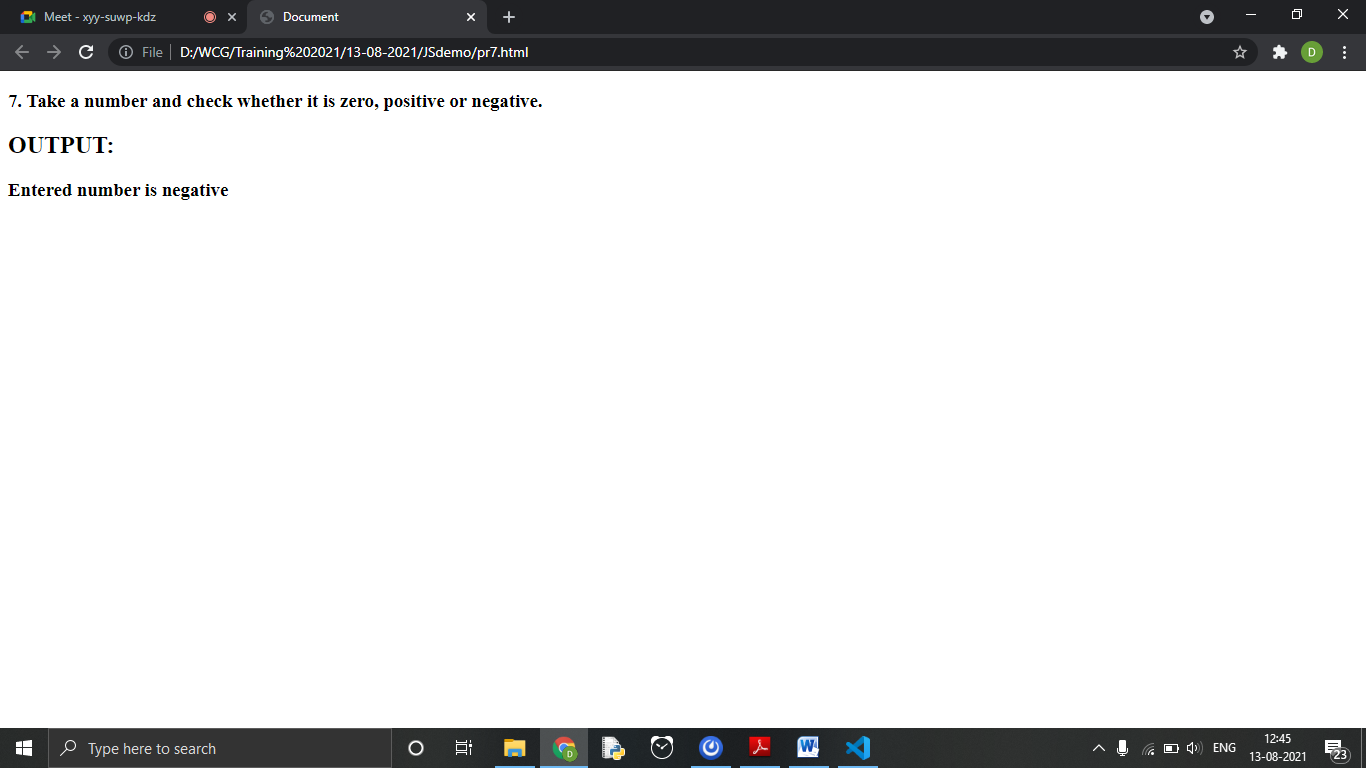 Meet - xyy-suwp-kdz
Document
File
D:/WCG/Training%202021/13-08-2021/JSdemo/pr7.html
D
7. Take a number and check whether it is zero, positive or negative.
OUTPUT:
Entered number is negative
Type here to search
D
W
ENG
12:45
13-08-2021
23